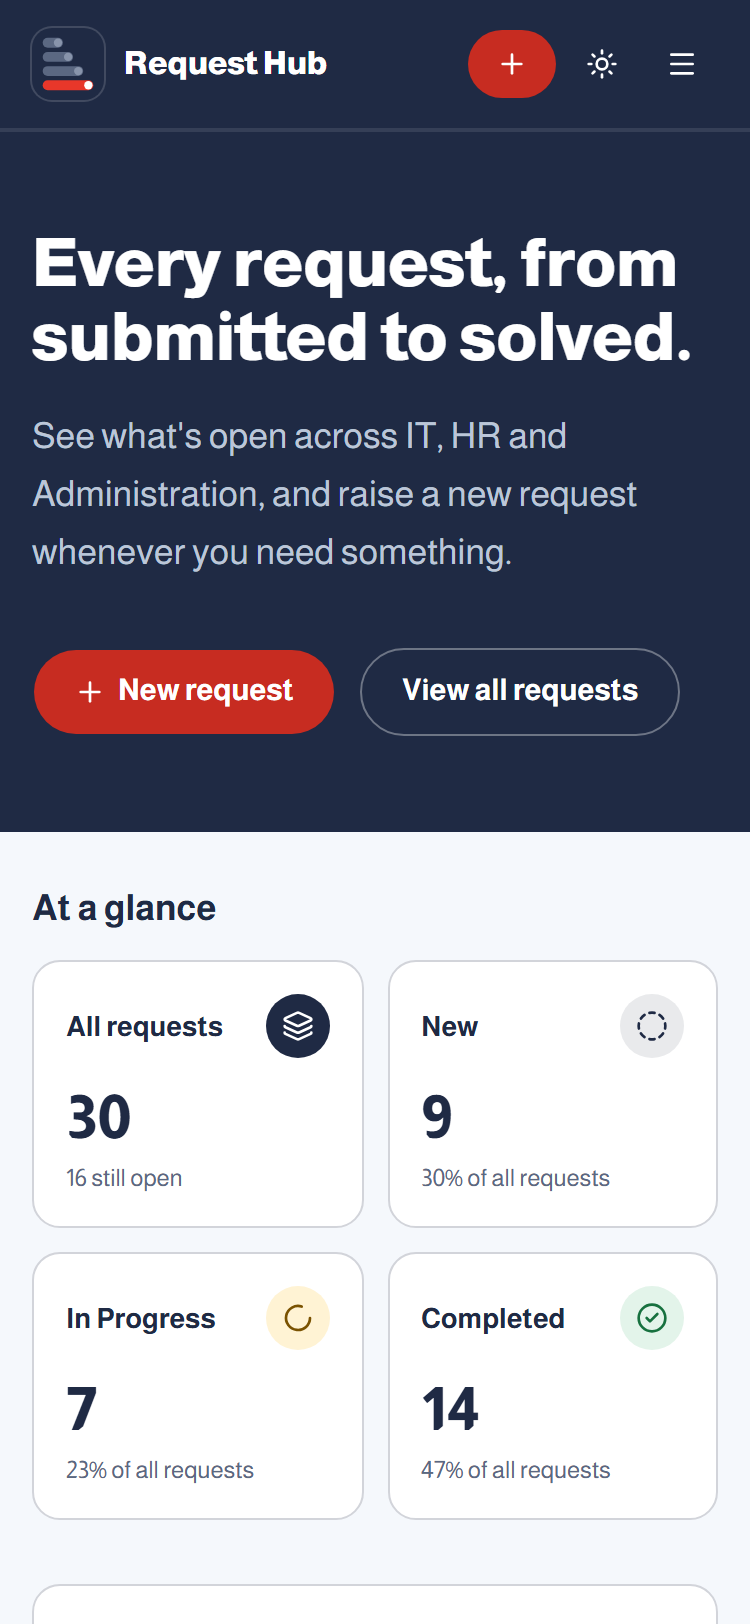 Request Hub
Every request, from
submitted to solved.
See what's open across IT, HR and
Administration, and raise a new request
whenever you need something.
New request
View all requests
At a glance
All requests
30
16 still open
New
9
30% of all requests
In Progress
7
23% of all requests
Completed
14
47% of all requests